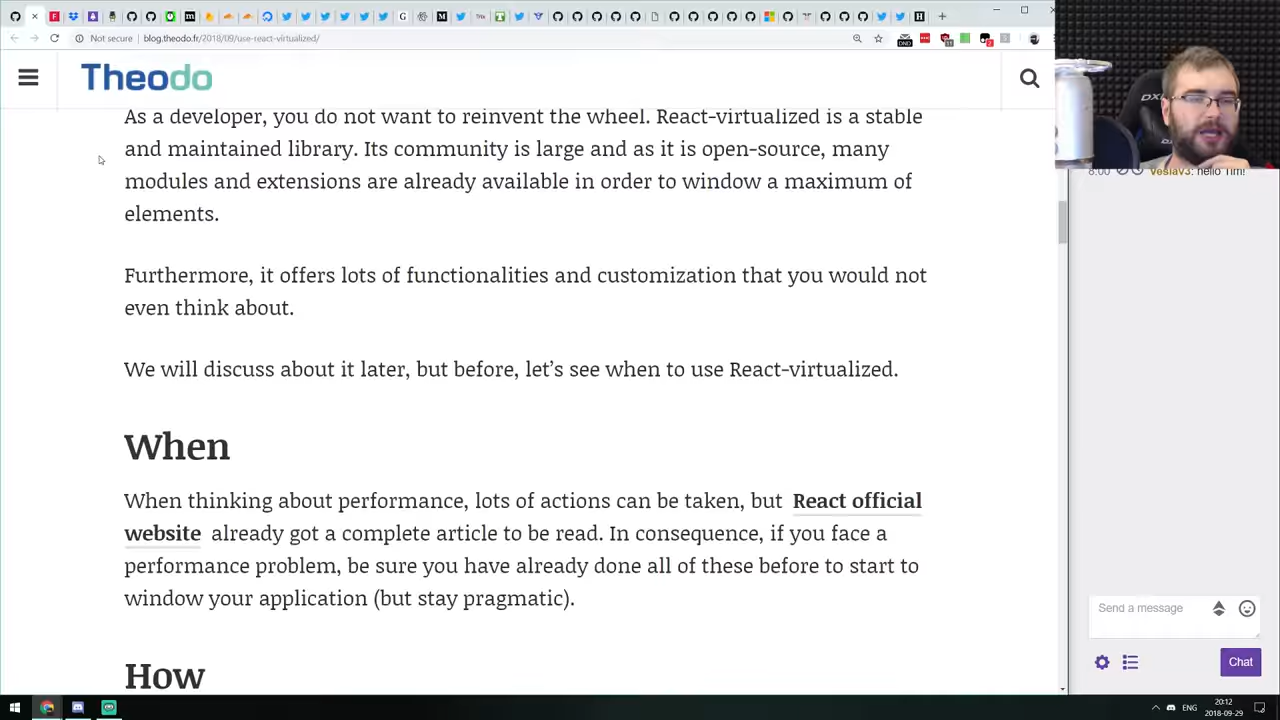 Not secure | blog.theodo.fr/2018/09/use-react-virtualized/
Theodo
As a developer, you do not want to reinvent the wheel. React-virtualized is a stable
and maintained library. Its community is large and as it is open-source, many
modules and extensions are already available in order to window a maximum of
elements.
Furthermore, it offers lots of functionalities and customization that you would not
even think about.
We will discuss about it later, but before, let's see when to use React-virtualized.
When
When thinking about performance, lots of actions can be taken, but React official
website already got a complete article to be read. In consequence, if you face a
performance problem, be sure you have already done all of these before to start to
window your application (but stay pragmatic).
How
8:00 VeslaV3: hello Tim!
Send a message
Chat
ENG
20:12
2018-09-29